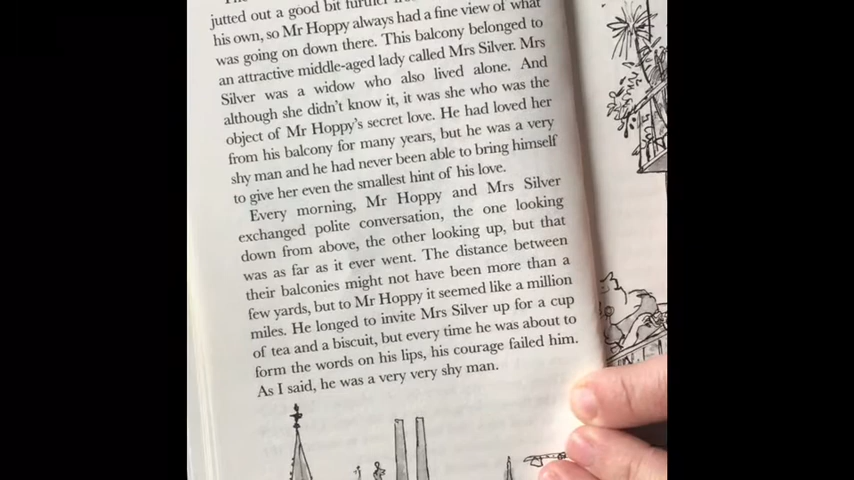 jutted out a good bit further
his own, so Mr Hoppy always had a fine view of what
was going on down there. This balcony belonged to
an attractive middle-aged lady called Mrs Silver. Mrs
Silver was a widow who also lived alone. And
although she didn't know it, it was she who was the
object of Mr Hoppy's secret love. He had loved her
from his balcony for many years, but he was a very
shy man and he had never been able to bring himself
to give her even the smallest hint of his love.
Every morning, Mr Hoppy and Mrs Silver
exchanged polite conversation, the one looking
down from above, the other looking up, but that
was as far as it ever went. The distance between
their balconies might not have been more than a
few yards, but to Mr Hoppy it seemed like a million
miles. He longed to invite Mrs Silver up for a cup
of tea and a biscuit, but every time he was about to
form the words on his lips, his courage failed him.
As I said, he was a very very shy man.